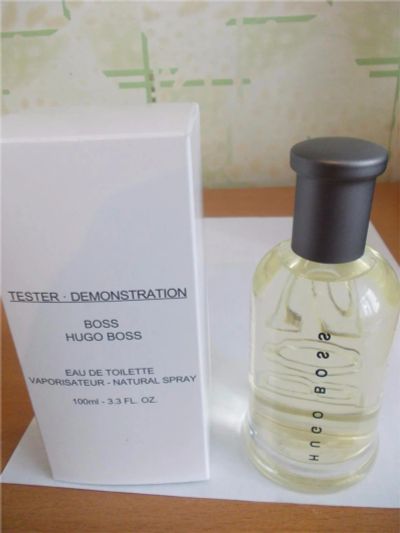 TESTER · DEMONSTRATION
BOSS
HUGO BOSS
EAU DE TOILETTE
VAPORISATEUR - NATURAL SPRAY
100ml - 3.3 FL. OZ.
HUGO BOSS